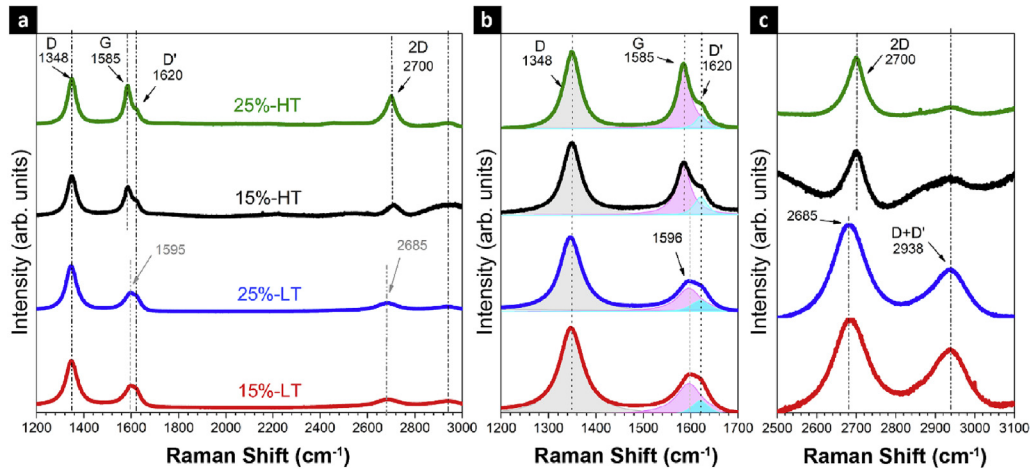 a
D
1348
G
1585
D'
1620
2D
2700
25%-HT
15%-HT
1595
2685
25%-LT
15%-LT
Intensity (arb. units)
1200 1400 1600 1800 2000 2200 2400 2600 2800 3000
Raman Shift (cm-1)
b
D
1348
G
1585
D'
1620
1596
Intensity (arb. units)
1200 1300 1400 1500 1600 1700
Raman Shift (cm-1)
c
2D
2700
2685
D+D'
2938
Intensity (arb. units)
2500 2600 2700 2800 2900 3000 3100
Raman Shift (cm-1)